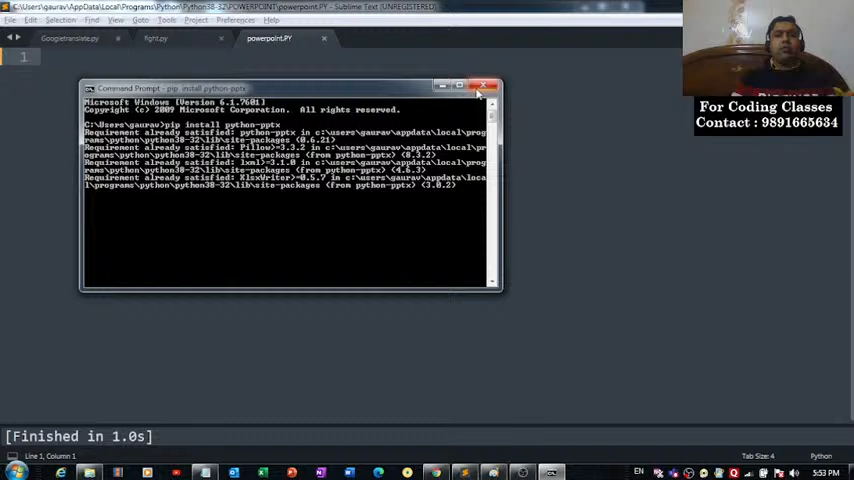 C:\Users\gaurav\AppData\Local\Programs\Python\Python38-32\POWERPOINT\powerpoint.PY - Sublime Text (UNREGISTERED)
File Edit Selection Find View Goto Tools Project Preferences Help
Googletranslate.py fight.py powerpoint.PY
1
Command Prompt - pip install python-pptx
Microsoft Windows [Version 6.1.7601]
Copyright (c) 2009 Microsoft Corporation. All rights reserved.
C:\Users\gaurav>pip install python-pptx
Requirement already satisfied: python-pptx in c:\users\gaurav\appdata\local\prog
rams\python\python38-32\lib\site-packages (0.6.21)
Requirement already satisfied: Pillow>=3.3.2 in c:\users\gaurav\appdata\local\pr
ograms\python\python38-32\lib\site-packages (from python-pptx) (8.3.2)
Requirement already satisfied: lxml>=3.1.0 in c:\users\gaurav\appdata\local\prog
rams\python\python38-32\lib\site-packages (from python-pptx) (4.6.3)
Requirement already satisfied: XlsxWriter>=0.5.7 in c:\users\gaurav\appdata\loca
l\programs\python\python38-32\lib\site-packages (from python-pptx) (3.0.2)
For Coding Classes
Contact : 9891665634
[Finished in 1.0s]
Line 1, Column 1
Tab Size: 4 Python
EN
5:53 PM